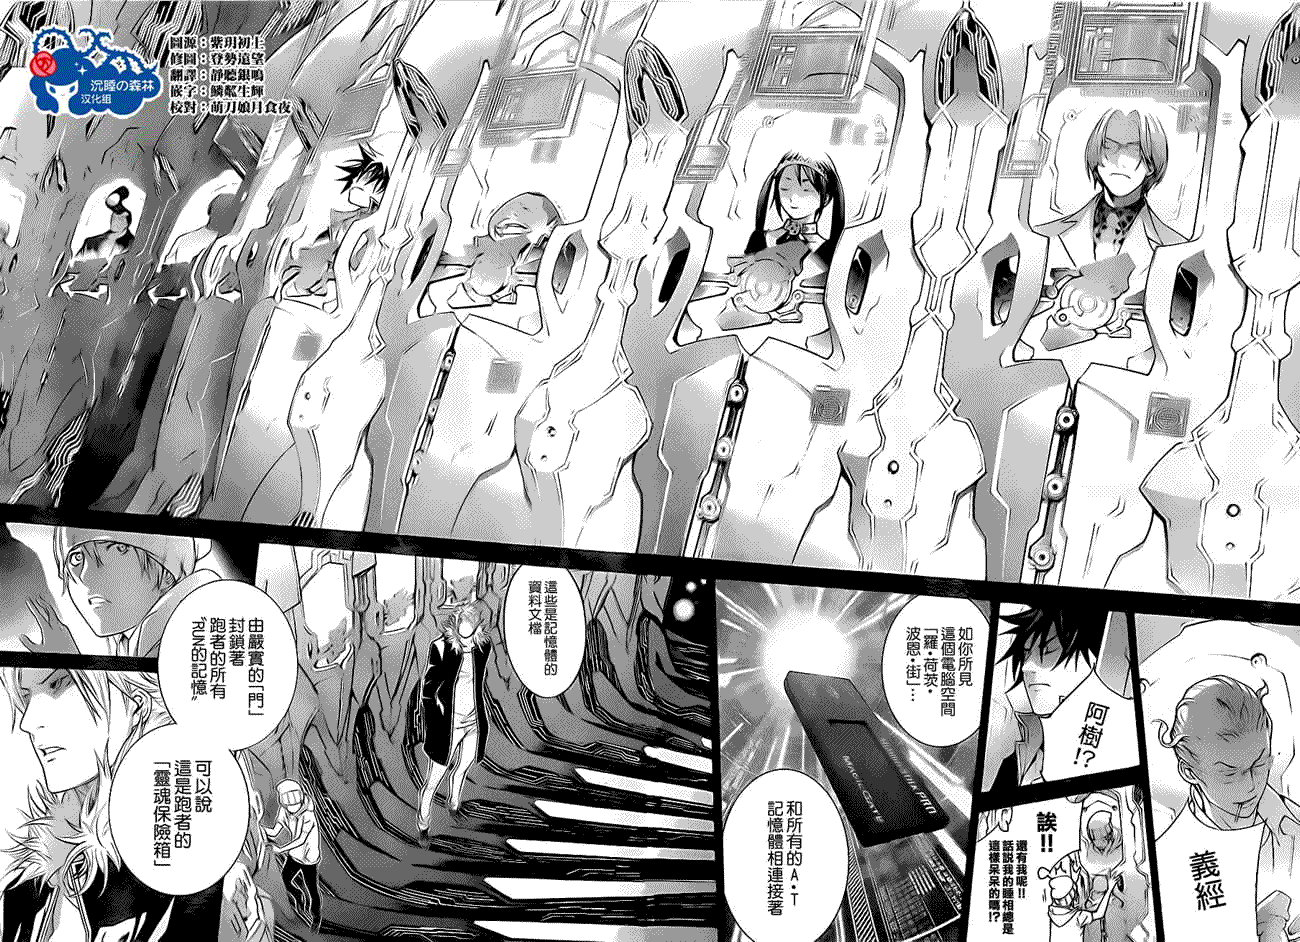 沉睡の森林
汉化组
圖源：紫玥初上
修圖：登勢遠望
翻譯：靜聽銀鳴
嵌字：鱗髦生輝
校對：萌刀娘月食夜
義經
阿樹!?
誒!!
還有我呢!!
話說我的睡相總是
這樣呆呆的嗎!?
如你所見
這個電腦空間
「羅・荷茨・
波恩・街」…
和所有的A・T
記憶體相連接著
這些是記憶體的
資料文檔
由嚴實的「門」
封鎖著
跑者的所有
“RUN的記憶”
可以說
這是跑者的
「靈魂保險箱」